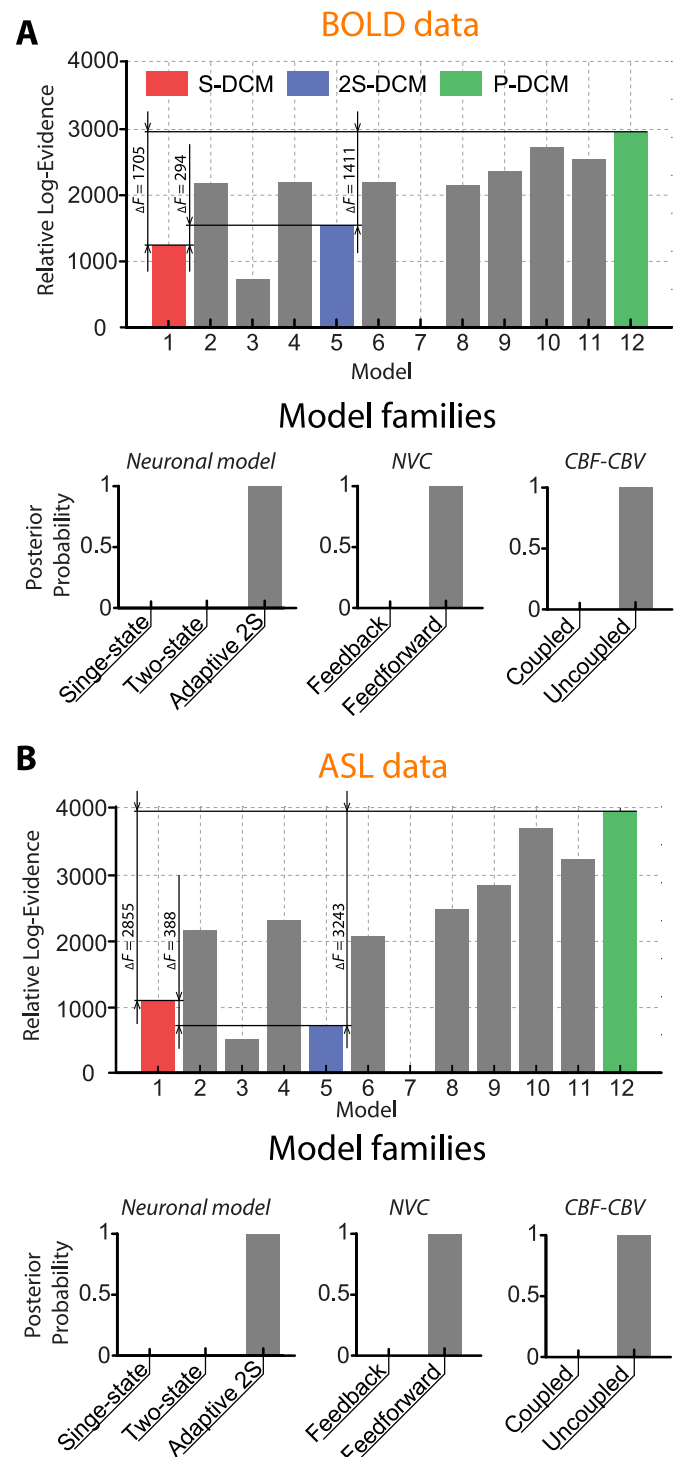 A
BOLD data
Relative Log-Evidence
4000
3000
2000
1000
0
S-DCM 2S-DCM P-DCM
ΔF = 1705
ΔF = 294
ΔF = 1411
1 2 3 4 5 6 7 8 9 10 11 12
Model
Model families
Neuronal model
NVC
CBF-CBV
Posterior
Probability
1
0.5
0
1
0.5
0
1
0.5
0
Singe-state
Two-state
Adaptive 2S
Feedback
Feedforward
Coupled
Uncoupled
B
ASL data
Relative Log-Evidence
4000
3000
2000
1000
0
ΔF = 2855
ΔF = 388
ΔF = 3243
1 2 3 4 5 6 7 8 9 10 11 12
Model
Model families
Neuronal model
NVC
CBF-CBV
Posterior
Probability
1
0.5
0
1
0.5
0
1
0.5
0
Singe-state
Two-state
Adaptive 2S
Feedback
Feedforward
Coupled
Uncoupled